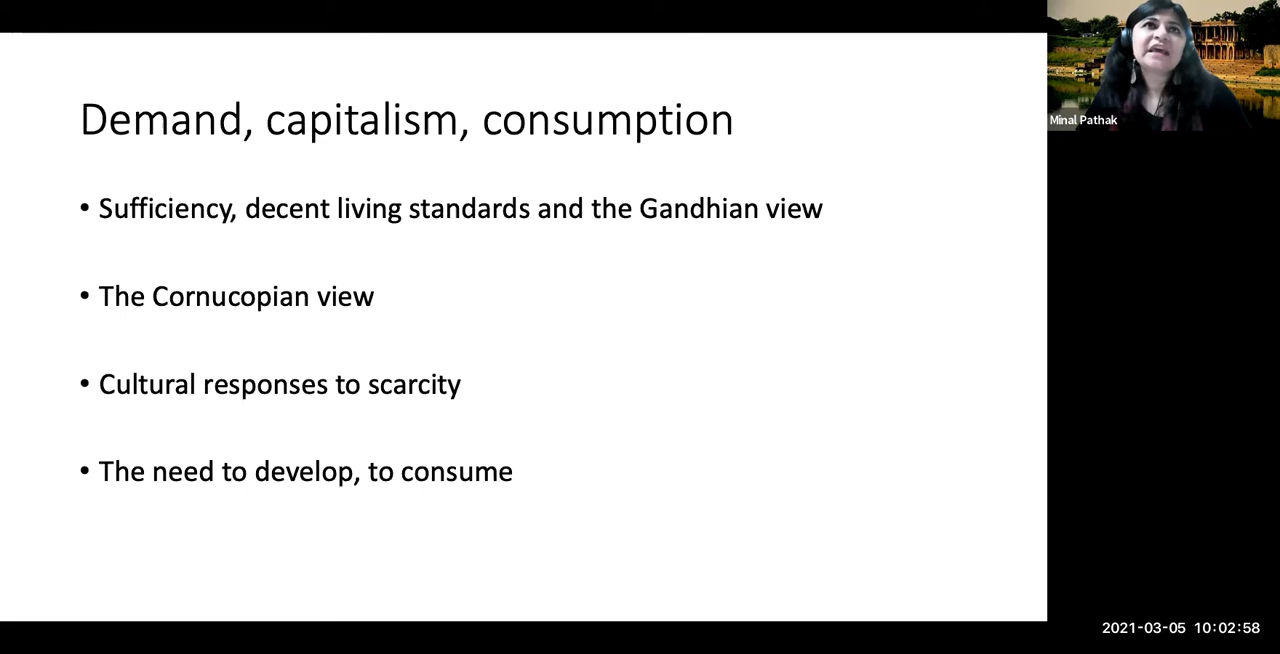 Demand, capitalism, consumption
• Sufficiency, decent living standards and the Gandhian view
• The Cornucopian view
• Cultural responses to scarcity
• The need to develop, to consume
Minal Pathak
2021-03-05 10:02:58